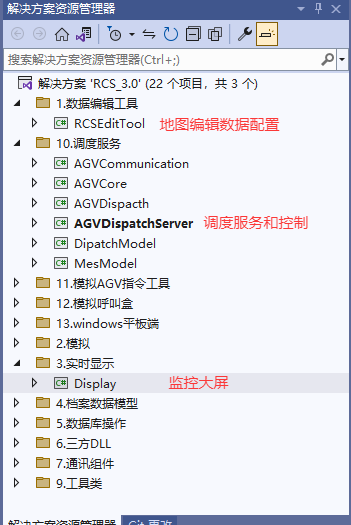 解决方案资源管理器
搜索解决方案资源管理器(Ctrl+;)
解决方案 'RCS_3.0' (22 个项目，共 3 个)
1.数据编辑工具
RCSEditTool 地图编辑数据配置
10.调度服务
AGVCommunication
AGVCore
AGVDispacth
AGVDispatchServer 调度服务和控制
DipatchModel
MesModel
11.模拟AGV指令工具
12.模拟呼叫盒
13.windows平板端
2.模拟
3.实时显示
Display 监控大屏
4.档案数据模型
5.数据库操作
6.三方DLL
7.通讯组件
9.工具类
解决方案资源管理器 Git 更改